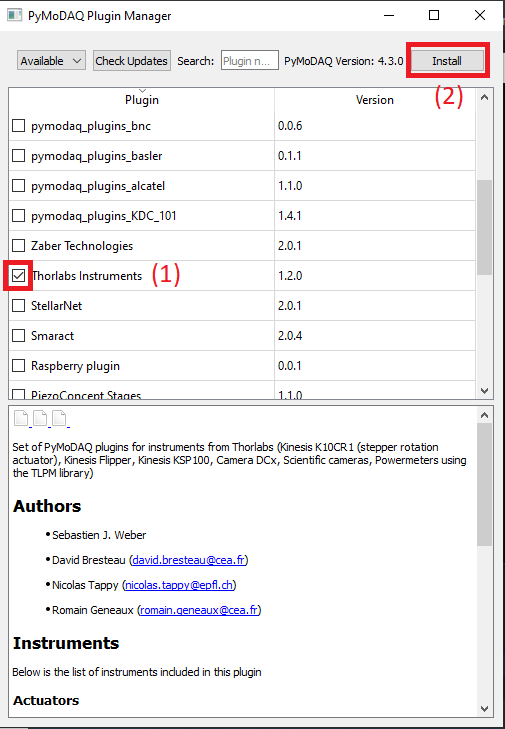 PyMoDAQ Plugin Manager
Available Check Updates Search: Plugin n... PyMoDAQ Version: 4.3.0 Install
(2)
Plugin Version
pymodaq_plugins_bnc 0.0.6
pymodaq_plugins_basler 0.1.1
pymodaq_plugins_alcatel 1.1.0
pymodaq_plugins_KDC_101 1.4.1
Zaber Technologies 2.0.1
Thorlabs Instruments (1) 1.2.0
StellarNet 2.0.1
Smaract 2.0.4
Raspberry plugin 0.0.1
PiezoConcept Stages 1.1.0
Set of PyMoDAQ plugins for instruments from Thorlabs (Kinesis K10CR1 (stepper rotation
actuator), Kinesis Flipper, Kinesis KSP100, Camera DCx, Scientific cameras, Powermeters using
the TLPM library)
Authors
• Sebastien J. Weber
• David Bresteau (david.bresteau@cea.fr)
• Nicolas Tappy (nicolas.tappy@epfl.ch)
• Romain Geneaux (romain.geneaux@cea.fr)
Instruments
Below is the list of instruments included in this plugin
Actuators